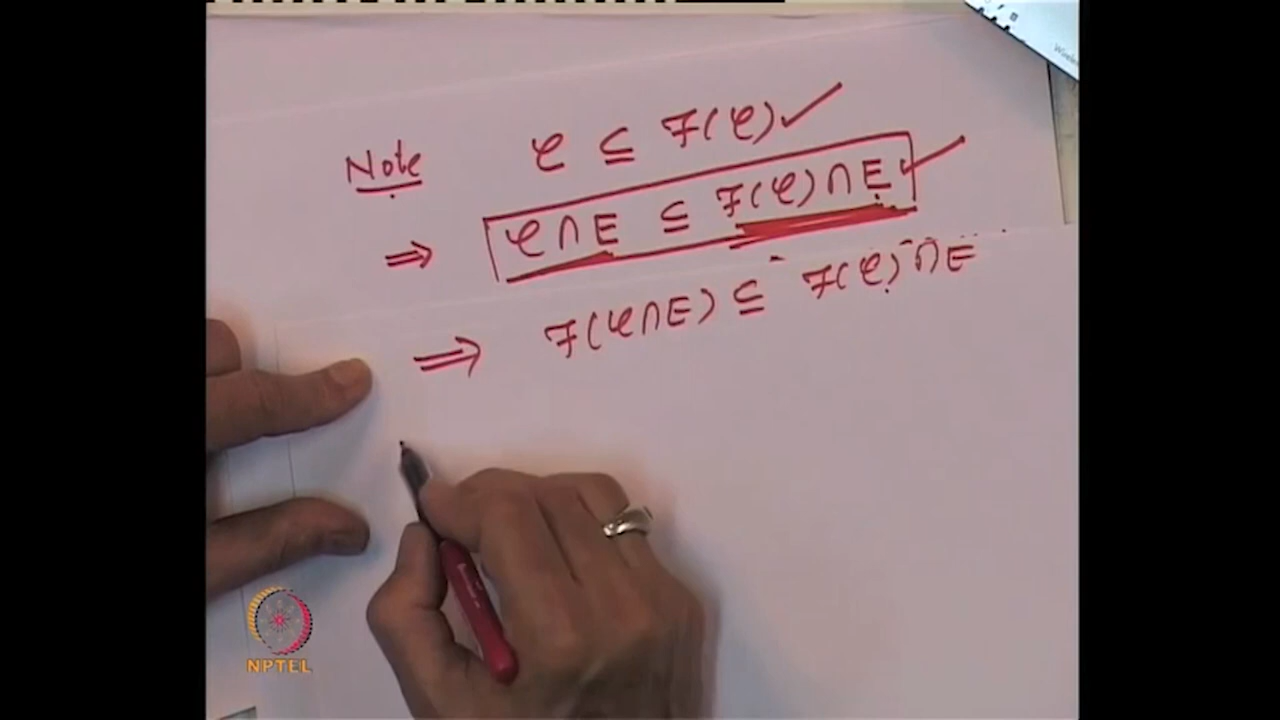 Note 𝒞 ⊆ ℱ(𝒞) ✓
⇒ 𝒞∩E ⊆ ℱ(𝒞)∩E ✓
⇒ ℱ(𝒞∩E) ⊆ ℱ(𝒞)∩E
NPTEL